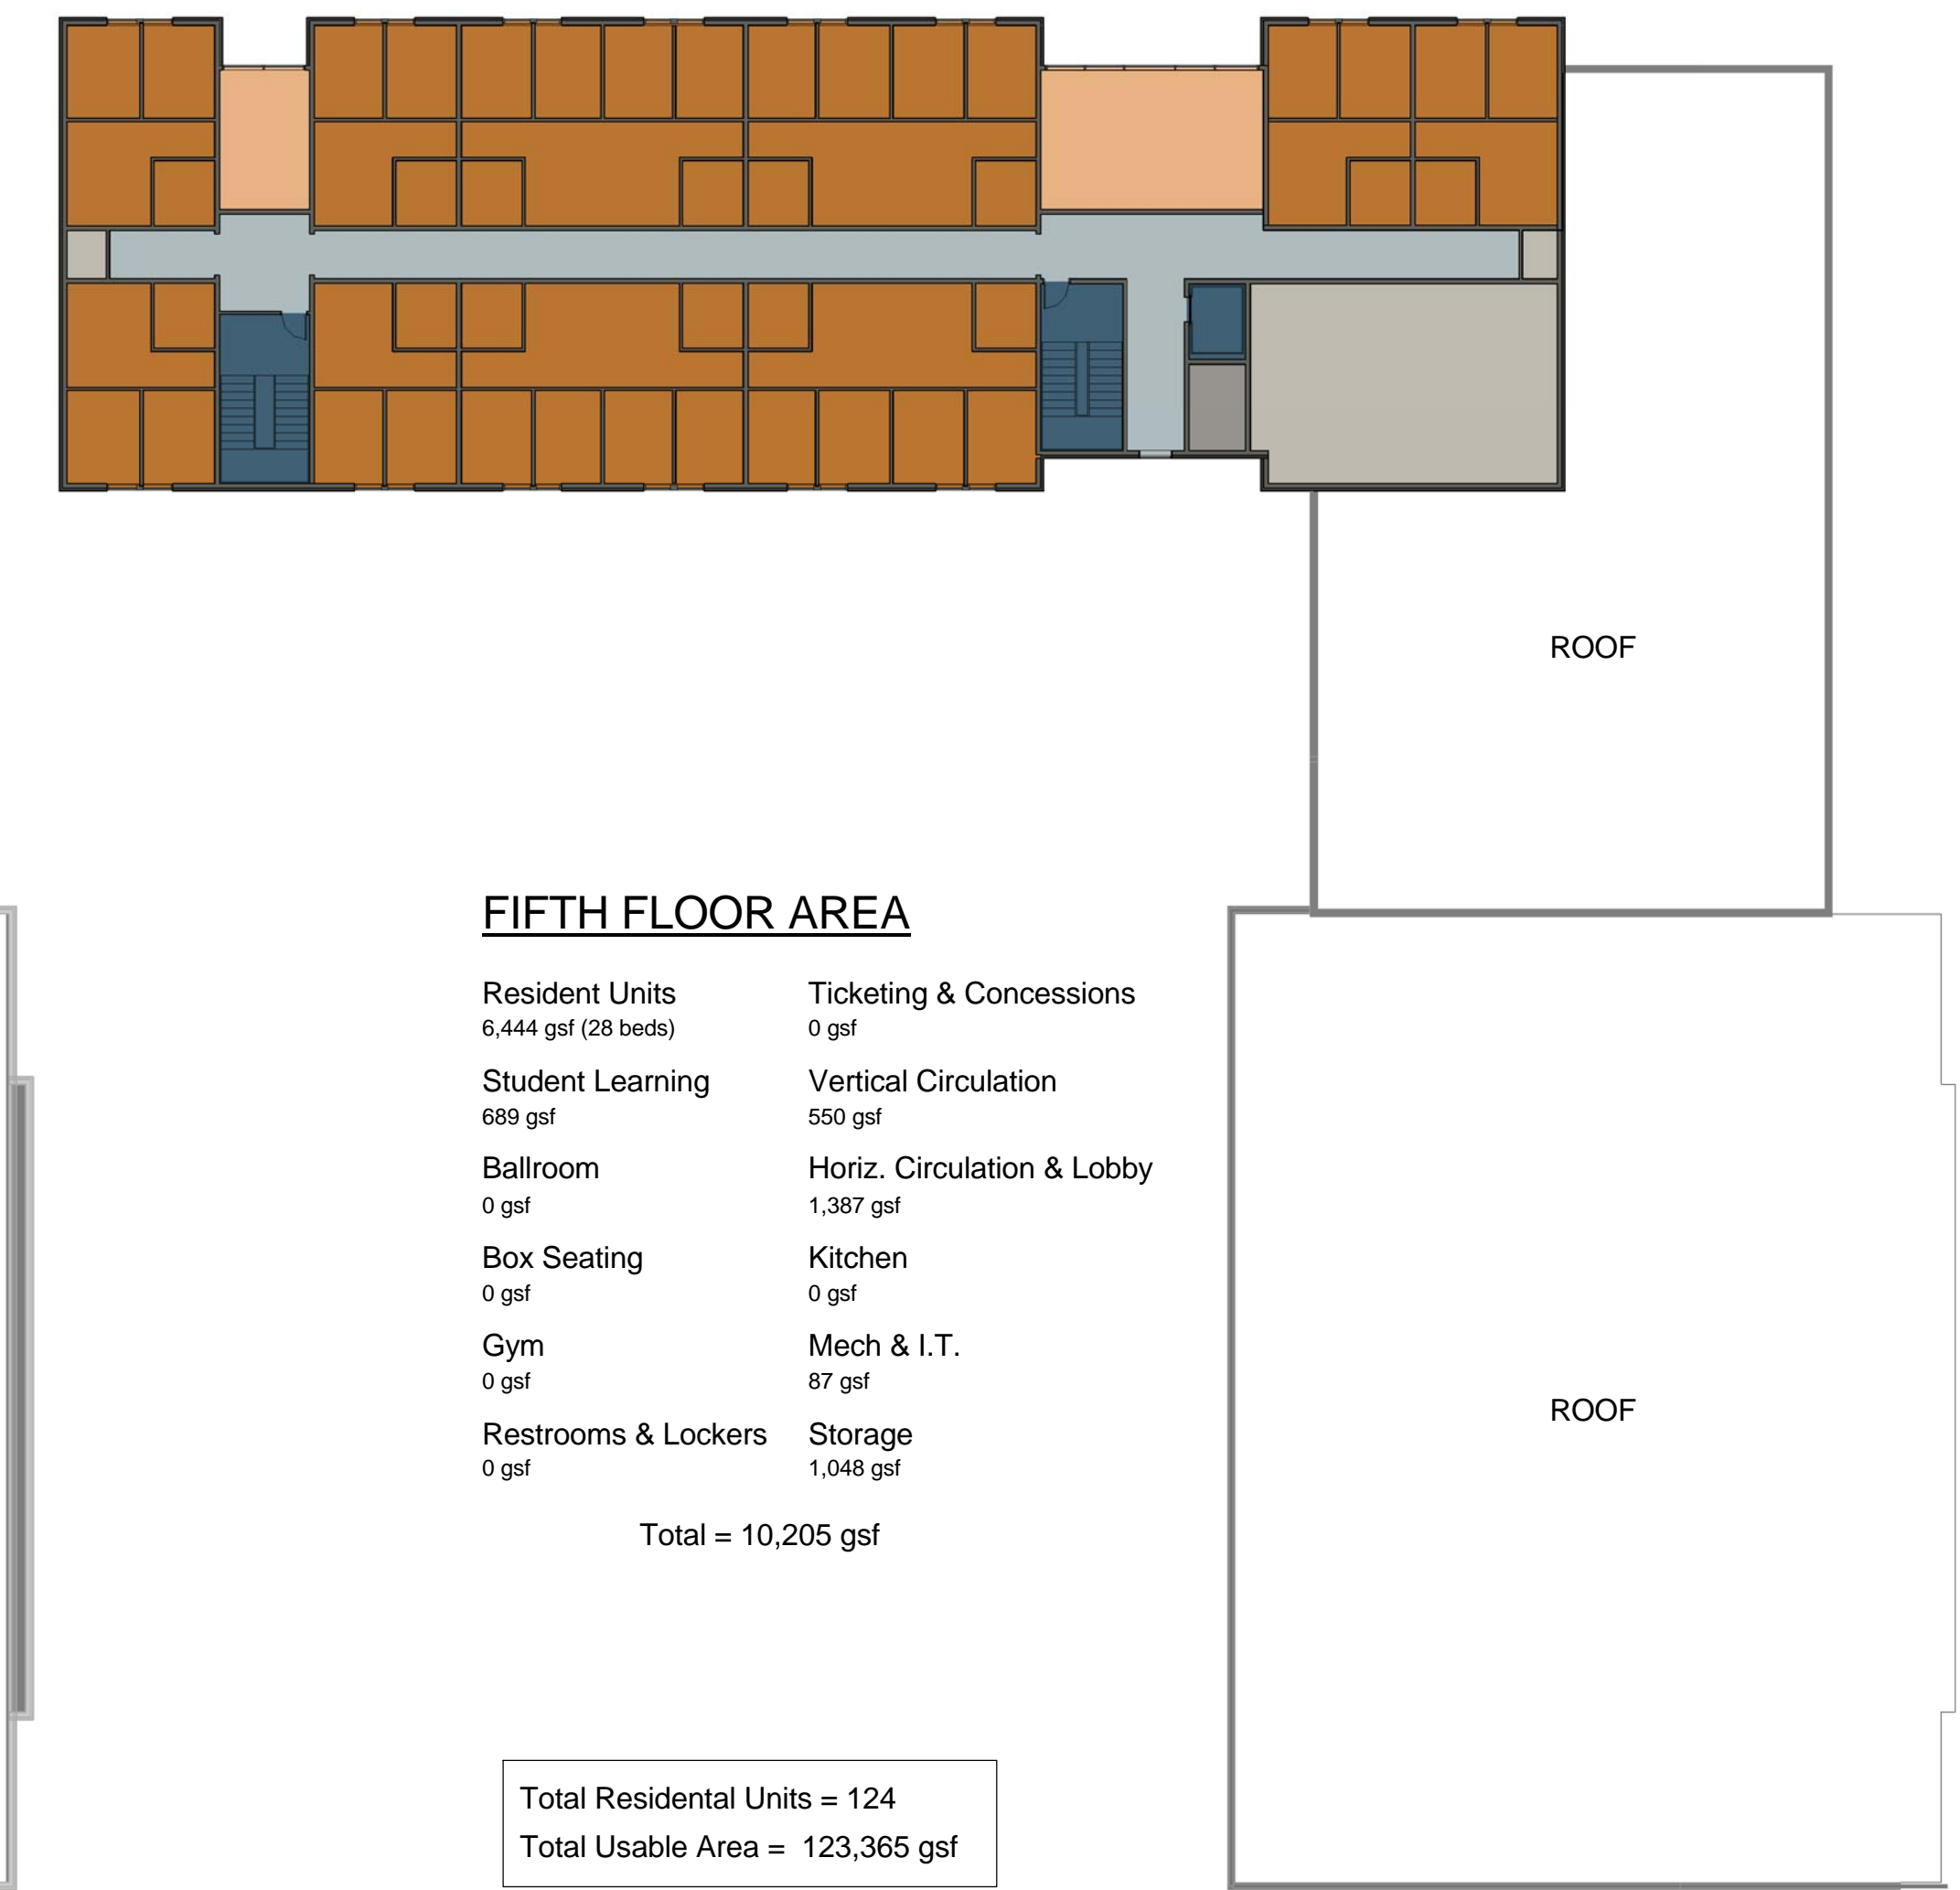 ROOF
FIFTH FLOOR AREA
Resident Units
6,444 gsf (28 beds)
Student Learning
689 gsf
Ballroom
0 gsf
Box Seating
0 gsf
Gym
0 gsf
Restrooms & Lockers
0 gsf
Ticketing & Concessions
0 gsf
Vertical Circulation
550 gsf
Horiz. Circulation & Lobby
1,387 gsf
Kitchen
0 gsf
Mech & I.T.
87 gsf
Storage
1,048 gsf
Total = 10,205 gsf
ROOF
Total Residental Units = 124
Total Usable Area = 123,365 gsf